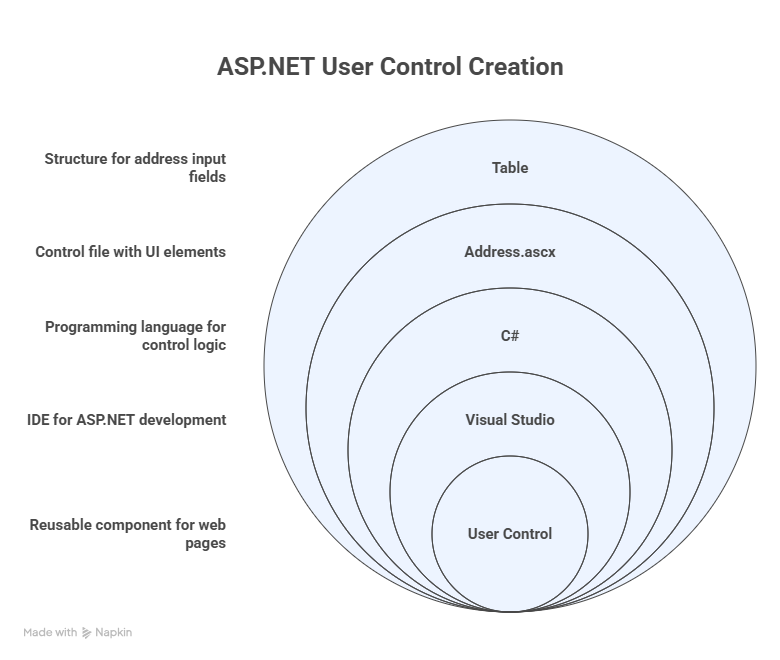 ASP.NET User Control Creation
Structure for address input
fields
Table
Control file with UI elements
Address.ascx
Programming language for
control logic
C#
IDE for ASP.NET development
Visual Studio
Reusable component for web
pages
User Control
Made with Napkin